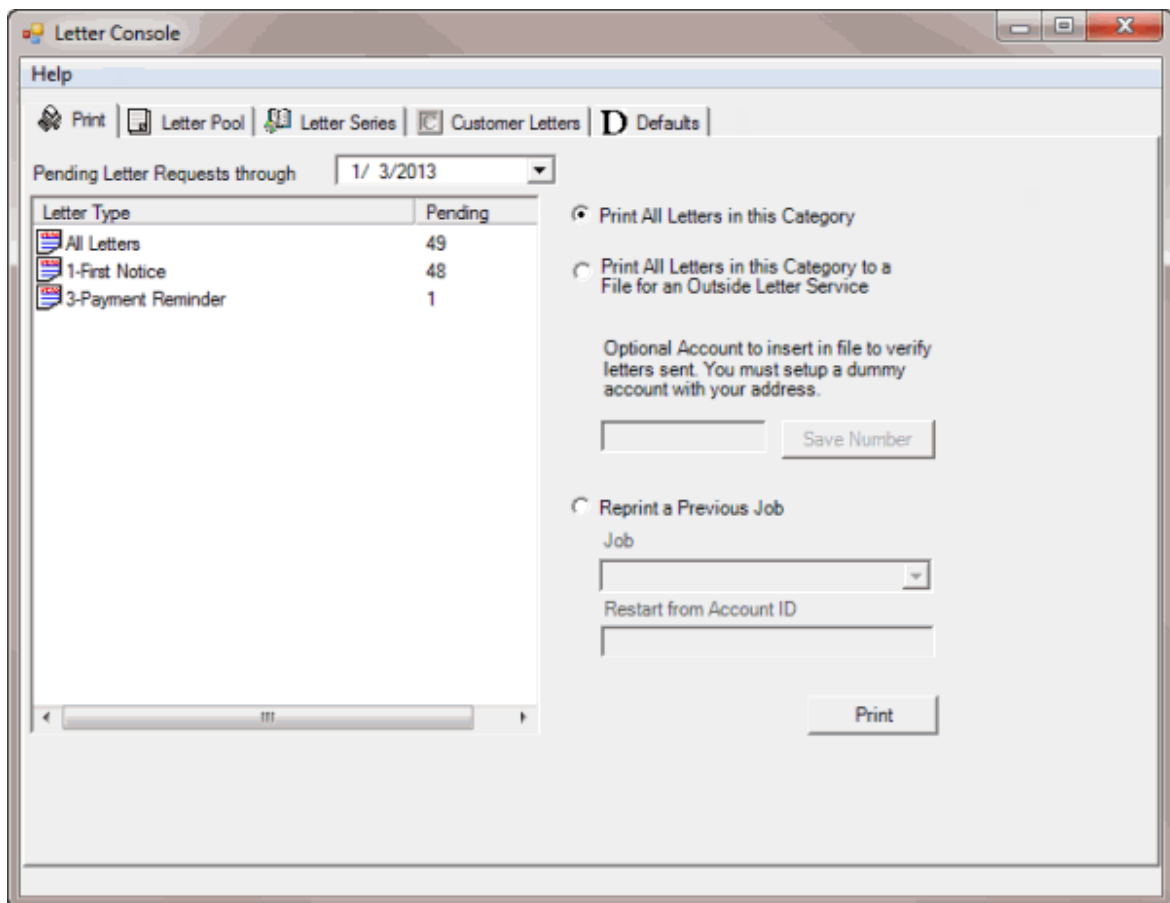 Letter Console
Help
Print
Letter Pool
Letter Series
Customer Letters
D Defaults
Pending Letter Requests through 1/ 3/2013
Letter Type Pending
All Letters 49
1-First Notice 48
3-Payment Reminder 1
Print All Letters in this Category
Print All Letters in this Category to a
File for an Outside Letter Service
Optional Account to insert in file to verify
letters sent. You must setup a dummy
account with your address.
Save Number
Reprint a Previous Job
Job
Restart from Account ID
Print